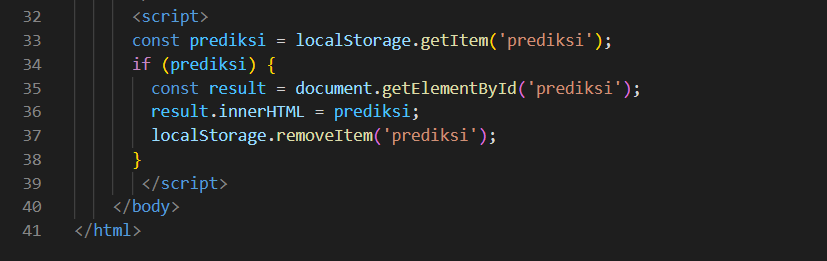 32 <script>
33 const prediksi = localStorage.getItem('prediksi');
34 if (prediksi) {
35 const result = document.getElementById('prediksi');
36 result.innerHTML = prediksi;
37 localStorage.removeItem('prediksi');
38 }
39 </script>
40 </body>
41 </html>